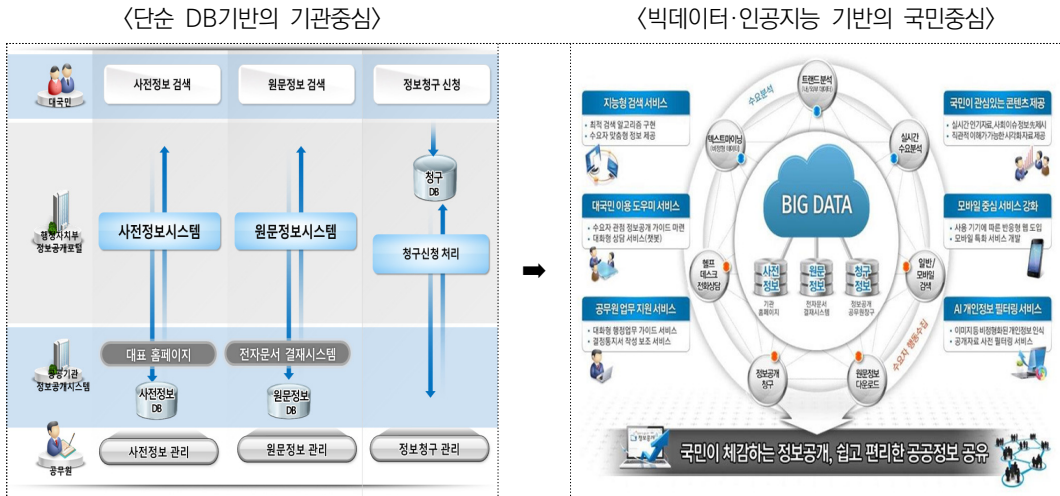 <단순 DB기반의 기관중심>
대국민
사전정보 검색
원문정보 검색
정보청구 신청
청구
DB
행정자치부
정보공개포털
사전정보시스템
원문정보시스템
청구신청 처리
대표 홈페이지
전자문서 결재시스템
공공기관
정보공개시스템
사전정보
DB
원문정보
DB
공무원
사전정보 관리
원문정보 관리
정보청구 관리
➡
<빅데이터·인공지능 기반의 국민중심>
지능형 검색 서비스
• 최적 검색 알고리즘 구현
• 수요자 맞춤형 정보 제공
대국민 이용 도우미 서비스
• 수요자 관점 정보공개 가이드 마련
• 대화형 상담 서비스(챗봇)
공무원 업무 지원 서비스
• 대화형 행정업무 가이드 서비스
• 결정통지서 작성 보조 서비스
수요분석
트랜드 분석
텍스트마이닝
(비정형 데이터)
실시간
수요분석
BIG DATA
사전
정보
원문
정보
청구
정보
기관
홈페이지
전자문서
결재시스템
정보공개
공무원창구
헬프
데스크
전화상담
일반/
모바일
검색
정보공개
청구
원문정보
다운로드
수요자 행동수집
국민이 관심있는 콘텐츠 제공
• 실시간 인기자료, 사회이슈 정보 先제시
• 직관적 이해가 가능한 시각화자료 제공
모바일 중심 서비스 강화
• 사용 기기에 따른 반응형 웹 도입
• 모바일 특화 서비스 개발
AI 개인정보 필터링 서비스
• 이미지 등 비정형화된 개인정보 인식
• 공개자료 사전 필터링 서비스
국민이 체감하는 정보공개, 쉽고 편리한 공공정보 공유